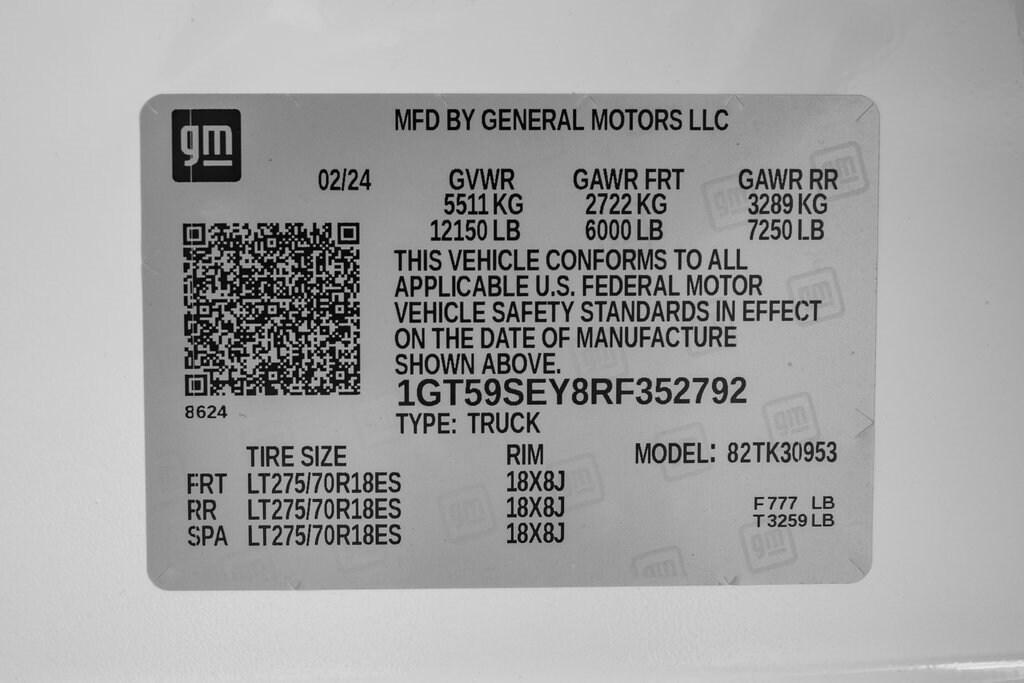 gm
MFD BY GENERAL MOTORS LLC
02/24 GVWR GAWR FRT GAWR RR
5511 KG 2722 KG 3289 KG
12150 LB 6000 LB 7250 LB
THIS VEHICLE CONFORMS TO ALL
APPLICABLE U.S. FEDERAL MOTOR
VEHICLE SAFETY STANDARDS IN EFFECT
ON THE DATE OF MANUFACTURE
SHOWN ABOVE.
1GT59SEY8RF352792
8624
TYPE: TRUCK
TIRE SIZE RIM MODEL: 82TK30953
FRT LT275/70R18ES 18X8J
RR LT275/70R18ES 18X8J F777 LB
SPA LT275/70R18ES 18X8J T3259 LB